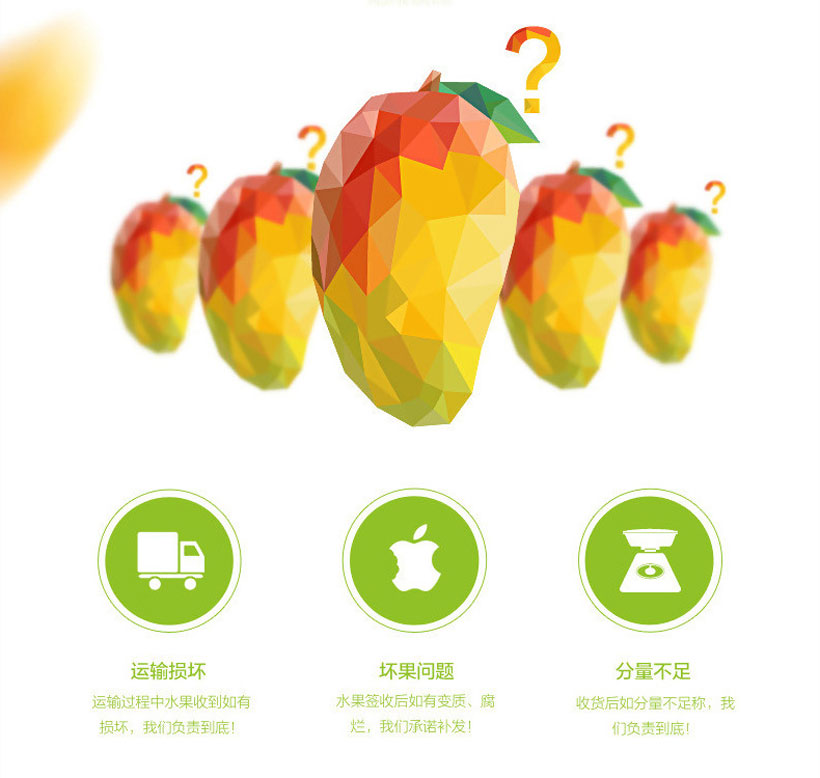 ?
?
?
?
?
运输损坏
坏果问题
分量不足
运输过程中水果收到如有
损坏，我们负责到底！
水果签收后如有变质、腐
烂，我们承诺补发！
收货后如分量不足称，我
们负责到底！